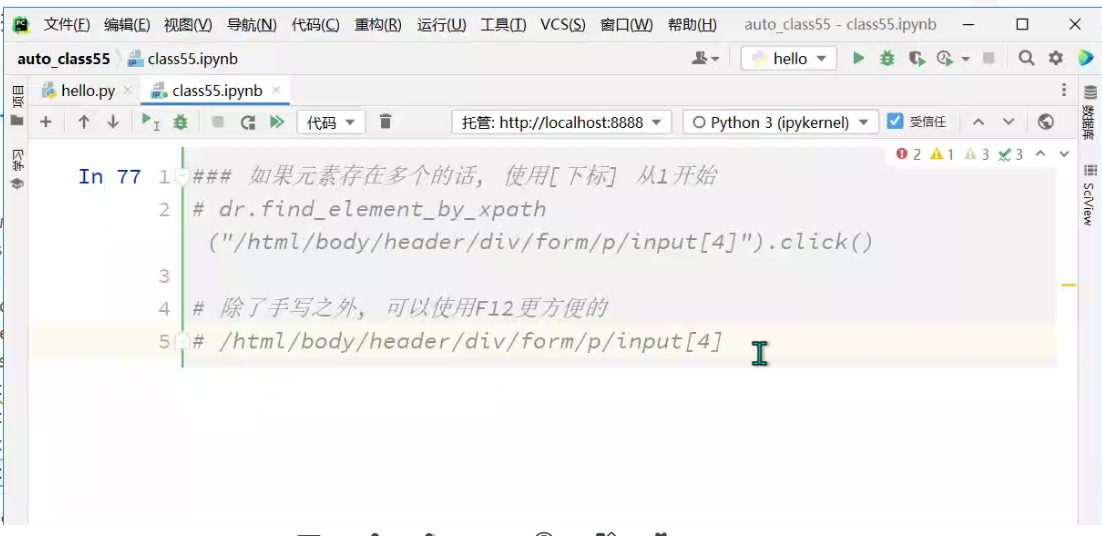 文件(F) 编辑(E) 视图(V) 导航(N) 代码(C) 重构(R) 运行(U) 工具(T) VCS(S) 窗口(W) 帮助(H) auto_class55 - class55.ipynb
auto_class55 class55.ipynb hello
项目 hello.py class55.ipynb
代码 托管: http://localhost:8888 Python 3 (ipykernel) 受信任
数据库
2 1 3 3
In 77 1 ### 如果元素存在多个的话, 使用[下标] 从1开始
2 # dr.find_element_by_xpath
("/html/body/header/div/form/p/input[4]").click()
3
4 # 除了手写之外, 可以使用F12更方便的
5 # /html/body/header/div/form/p/input[4]
SciView